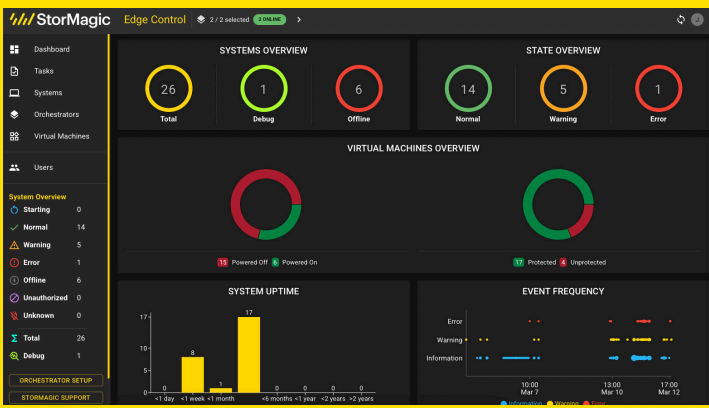 StorMagic Edge Control 2 / 2 selected 2 ONLINE J
Dashboard
Tasks
Systems
Orchestrators
Virtual Machines
Users
System Overview
Starting 0
Normal 14
Warning 5
Error 1
Offline 6
Unauthorized 0
Unknown 0
Total 26
Debug 1
ORCHESTRATOR SETUP
STORMAGIC SUPPORT
SYSTEMS OVERVIEW
26 1 6
Total Debug Offline
STATE OVERVIEW
14 5 1
Normal Warning Error
VIRTUAL MACHINES OVERVIEW
15 Powered Off 6 Powered On
17 Protected 4 Unprotected
SYSTEM UPTIME
17
10
5
0
0 8 1 17 0 0 0 0
<1 day <1 week <1 month <6 months <1 year <2 years >2 years
EVENT FREQUENCY
Error
Warning
Information
10:00 13:00 17:00
Mar 7 Mar 10 Mar 12
Information Warning Error